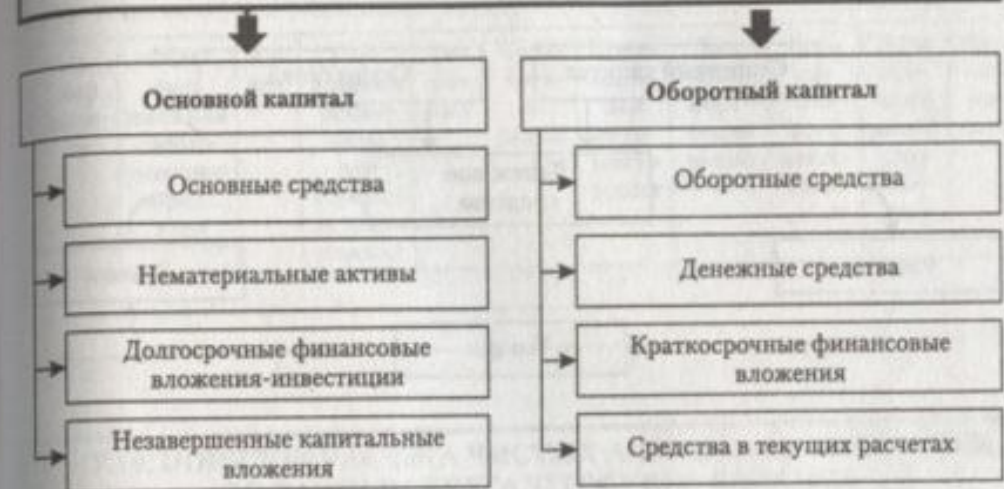 Основной капитал
Основные средства
Нематериальные активы
Долгосрочные финансовые
вложения-инвестиции
Незавершенные капитальные
вложения
Оборотный капитал
Оборотные средства
Денежные средства
Краткосрочные финансовые
вложения
Средства в текущих расчетах